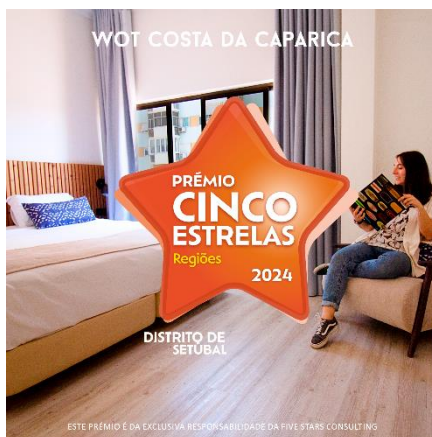 WOT COSTA DA CAPARICA
PRÉMIO
CINCO
ESTRELAS
Regiões
2024
DISTRITO DE
SETÚBAL
ESTE PRÉMIO É DA EXCLUSIVA RESPONSABILIDADE DA FIVE STARS CONSULTING